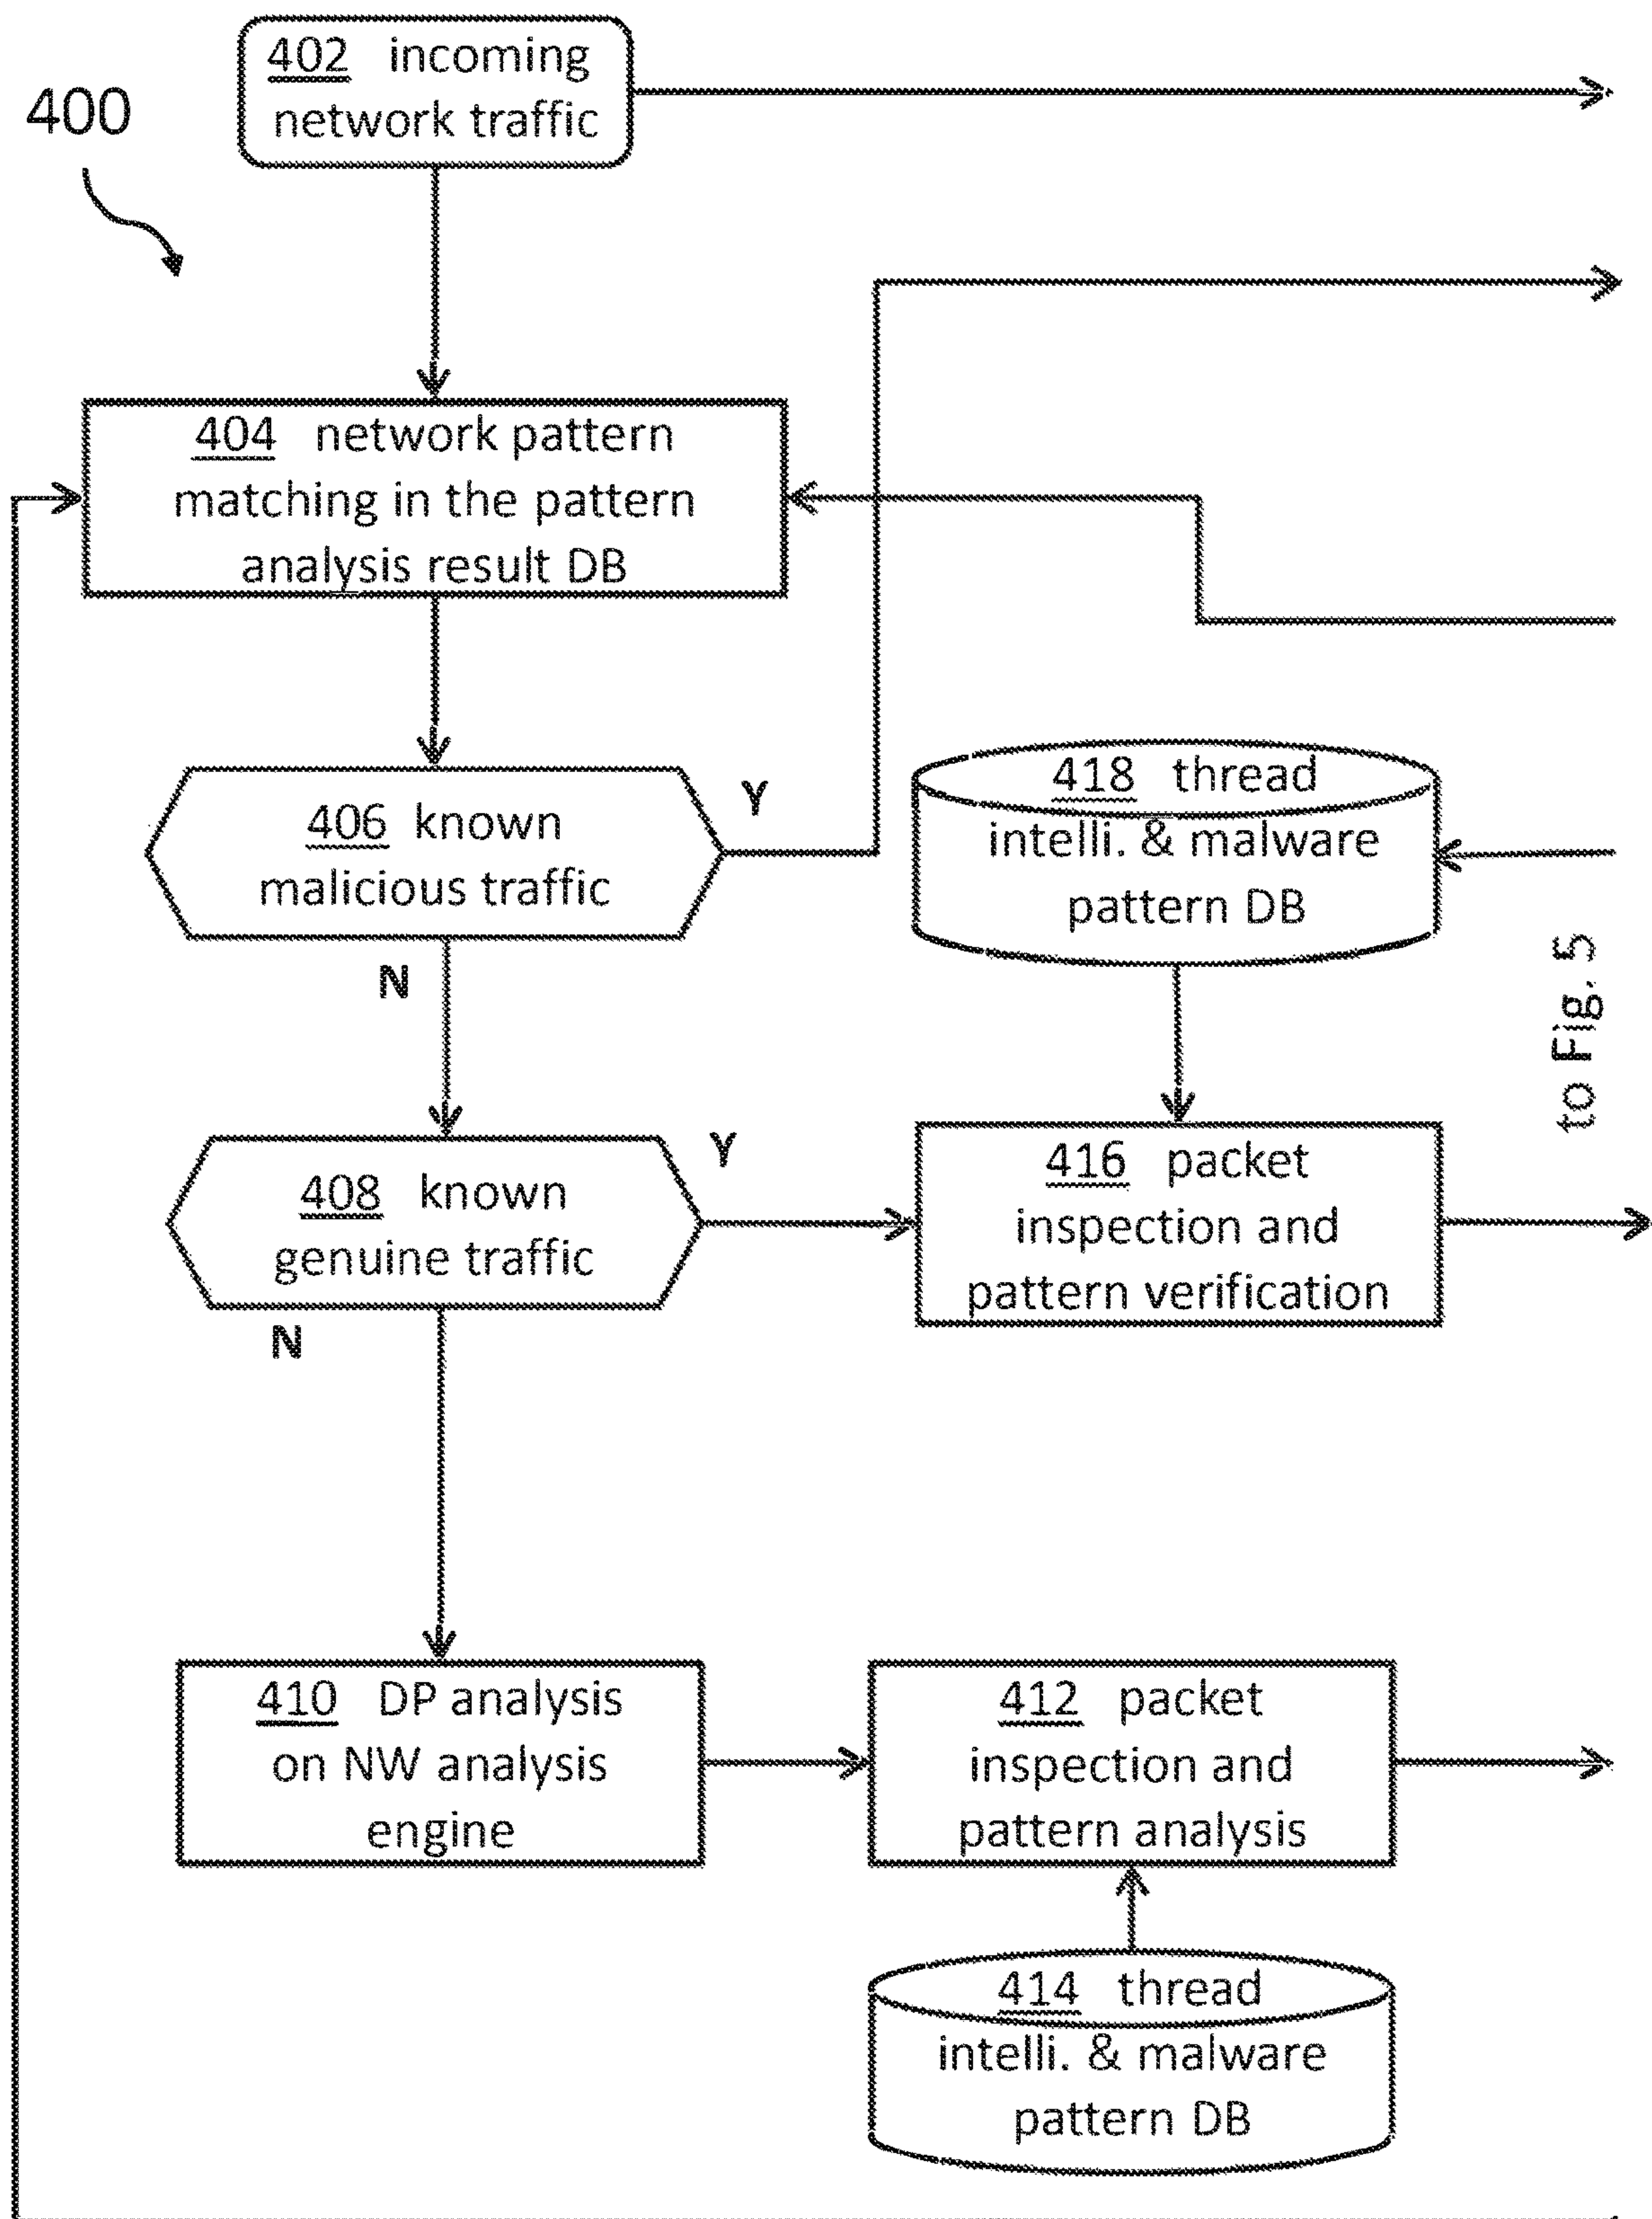 402 incoming
network traffic
400
404 network pattern
matching in the pattern
analysis result DB
406 known
malicious traffic
Y
N
418 thread
intelli. & malware
pattern DB
to Fig. 5
408 known
genuine traffic
Y
N
416 packet
inspection and
pattern verification
410 DP analysis
on NW analysis
engine
412 packet
inspection and
pattern analysis
414 thread
intelli. & malware
pattern DB